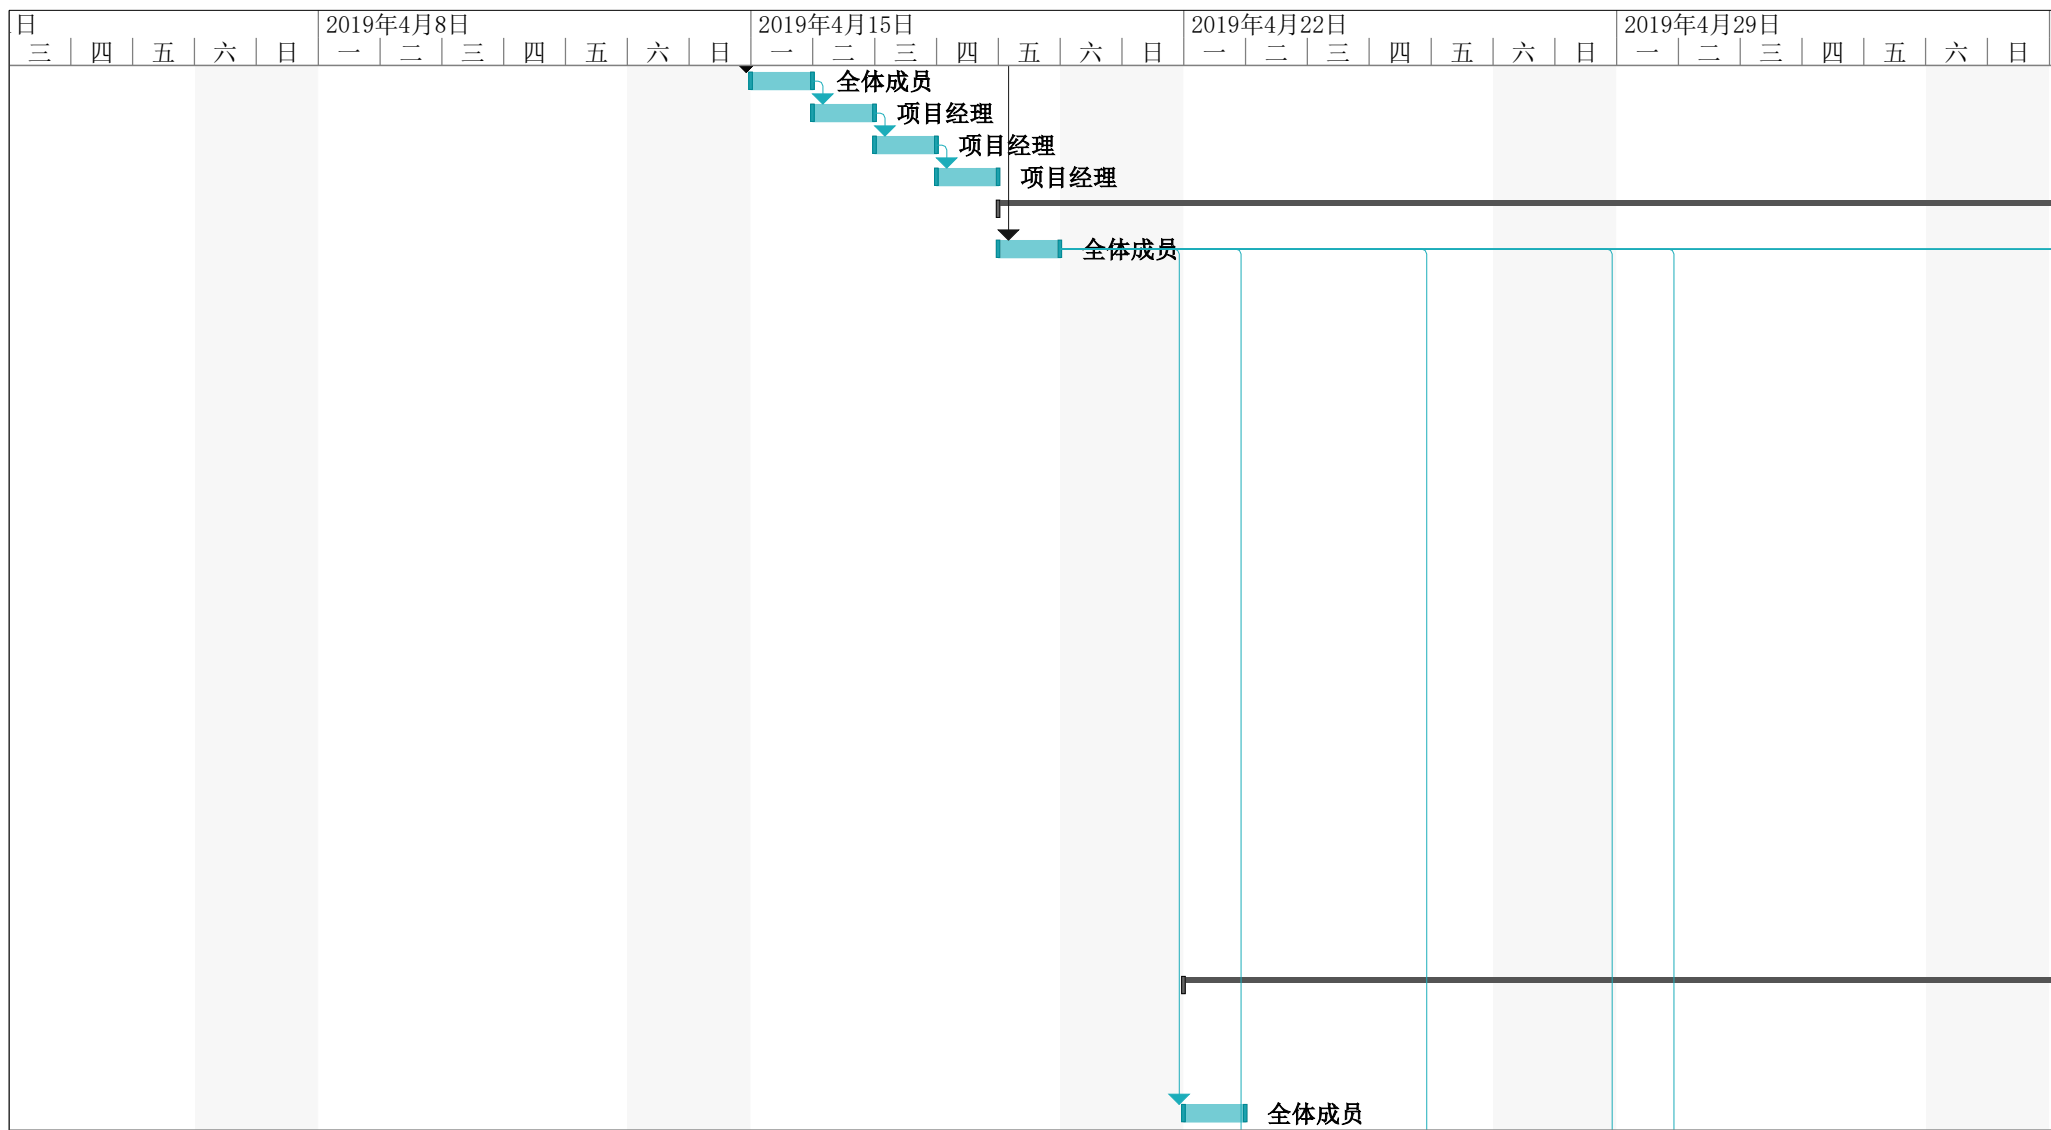 日 2019年4月8日 2019年4月15日 2019年4月22日 2019年4月29日
三 四 五 六 日 一 二 三 四 五 六 日 一 二 三 四 五 六 日 一 二 三 四 五 六 日 一 二 三 四 五 六 日
全体成员
项目经理
项目经理
项目经理
全体成员
全体成员